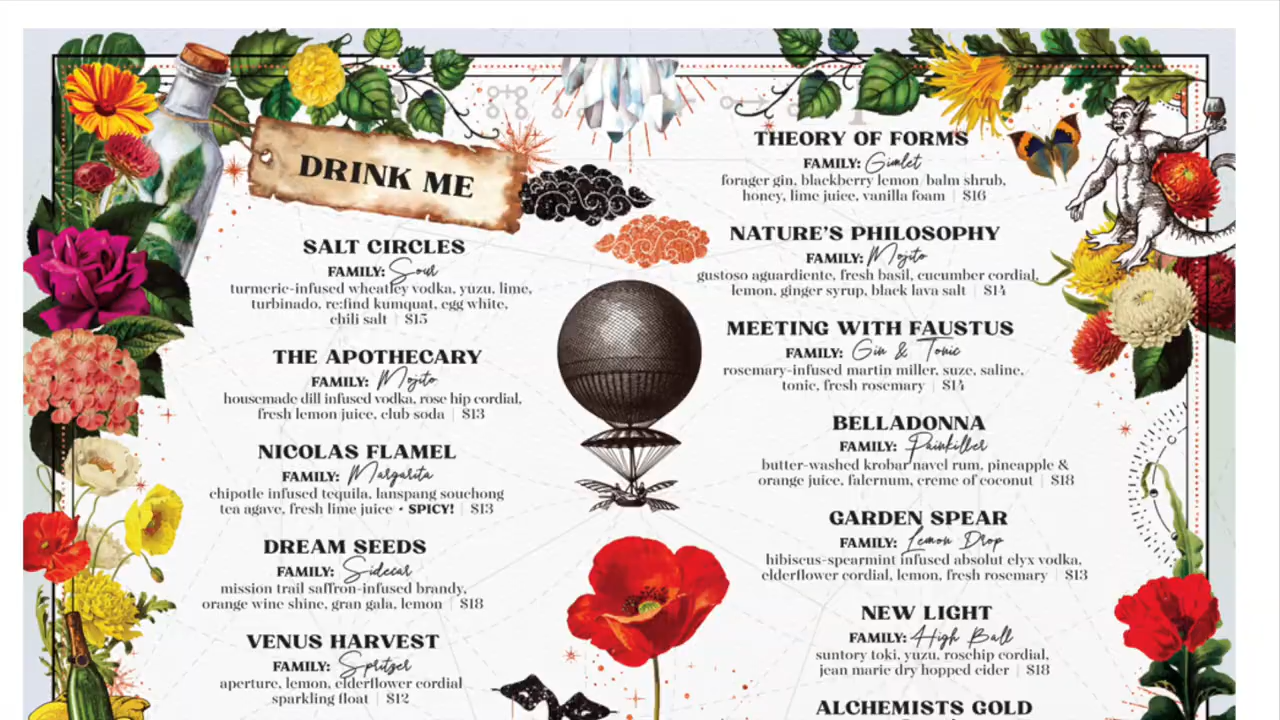 DRINK ME
SALT CIRCLES
FAMILY: Sour
turmeric-infused wheatley vodka, yuzu, lime,
turbinado, re:find kumquat, egg white,
chili salt | $15
THE APOTHECARY
FAMILY: Mojito
housemade dill infused vodka, rose hip cordial,
fresh lemon juice, club soda | $13
NICOLAS FLAMEL
FAMILY: Margarita
chipotle infused tequila, lanspang souchong
tea agave, fresh lime juice • SPICY! | $13
DREAM SEEDS
FAMILY: Sidecar
mission trail saffron-infused brandy,
orange wine shine, gran gala, lemon | $18
VENUS HARVEST
FAMILY: Spritzer
aperture, lemon, elderflower cordial
sparkling float | $12
THEORY OF FORMS
FAMILY: Gimlet
forager gin, blackberry lemon balm shrub,
honey, lime juice, vanilla foam | $16
NATURE'S PHILOSOPHY
FAMILY: Mojito
gustoso aguardiente, fresh basil, cucumber cordial,
lemon, ginger syrup, black lava salt | $14
MEETING WITH FAUSTUS
FAMILY: Gin & Tonic
rosemary-infused martin miller, suze, saline,
tonic, fresh rosemary | $14
BELLADONNA
FAMILY: Painkiller
butter-washed krobar navel rum, pineapple &
orange juice, falernum, creme of coconut | $18
GARDEN SPEAR
FAMILY: Lemon Drop
hibiscus-spearmint infused absolut elyx vodka,
elderflower cordial, lemon, fresh rosemary | $13
NEW LIGHT
FAMILY: High Ball
suntory toki, yuzu, rosehip cordial,
jean marie dry hopped cider | $18
ALCHEMISTS GOLD